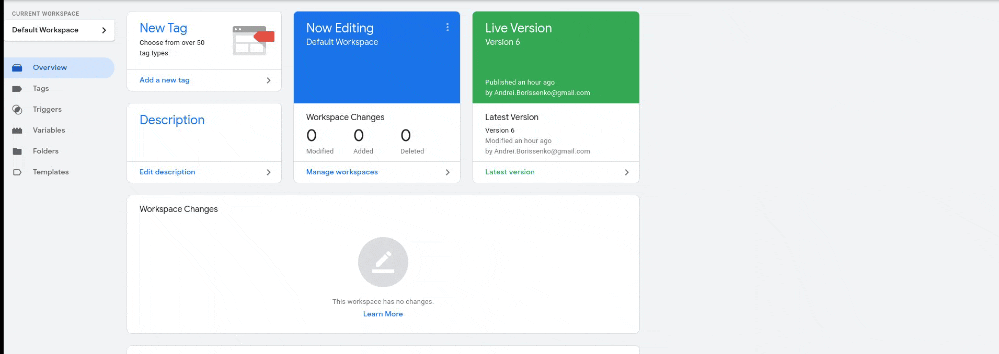 CURRENT WORKSPACE
Default Workspace
Overview
Tags
Triggers
Variables
Folders
Templates
New Tag
Choose from over 50
tag types
Add a new tag
Description
Edit description
Now Editing
Default Workspace
Workspace Changes
0 0 0
Modified Added Deleted
Manage workspaces
Live Version
Version 6
Published an hour ago
by Andrei.Borissenko@gmail.com
Latest Version
Version 6
Modified an hour ago
by Andrei.Borissenko@gmail.com
Latest version
Workspace Changes
This workspace has no changes.
Learn More